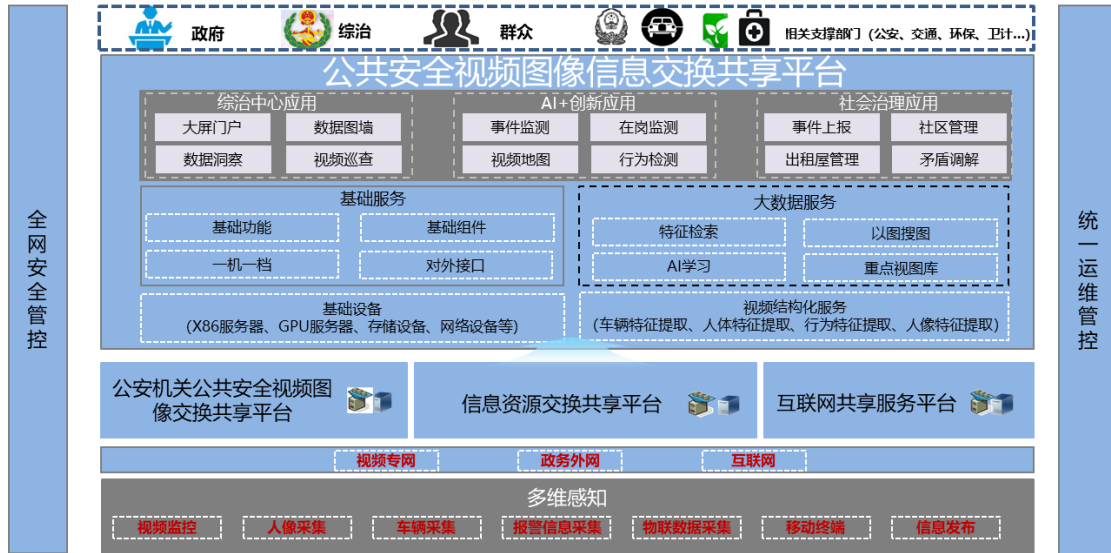 政府
综治
群众
相关支撑部门（公安、交通、环保、卫计...）
公共安全视频图像信息交换共享平台
综治中心应用
AI+创新应用
社会治理应用
大屏门户
数据图墙
事件监测
在岗监测
事件上报
社区管理
数据洞察
视频巡查
视频地图
行为检测
出租屋管理
矛盾调解
基础服务
大数据服务
基础功能
基础组件
特征检索
以图搜图
一机一档
对外接口
AI学习
重点视图库
基础设备
(X86服务器、GPU服务器、存储设备、网络设备等)
视频结构化服务
(车辆特征提取、人体特征提取、行为特征提取、人像特征提取)
全网安全管控
统一运维管控
公安机关公共安全视频图
像交换共享平台
信息资源交换共享平台
互联网共享服务平台
视频专网
政务外网
互联网
多维感知
视频监控
人像采集
车辆采集
报警信息采集
物联数据采集
移动终端
信息发布